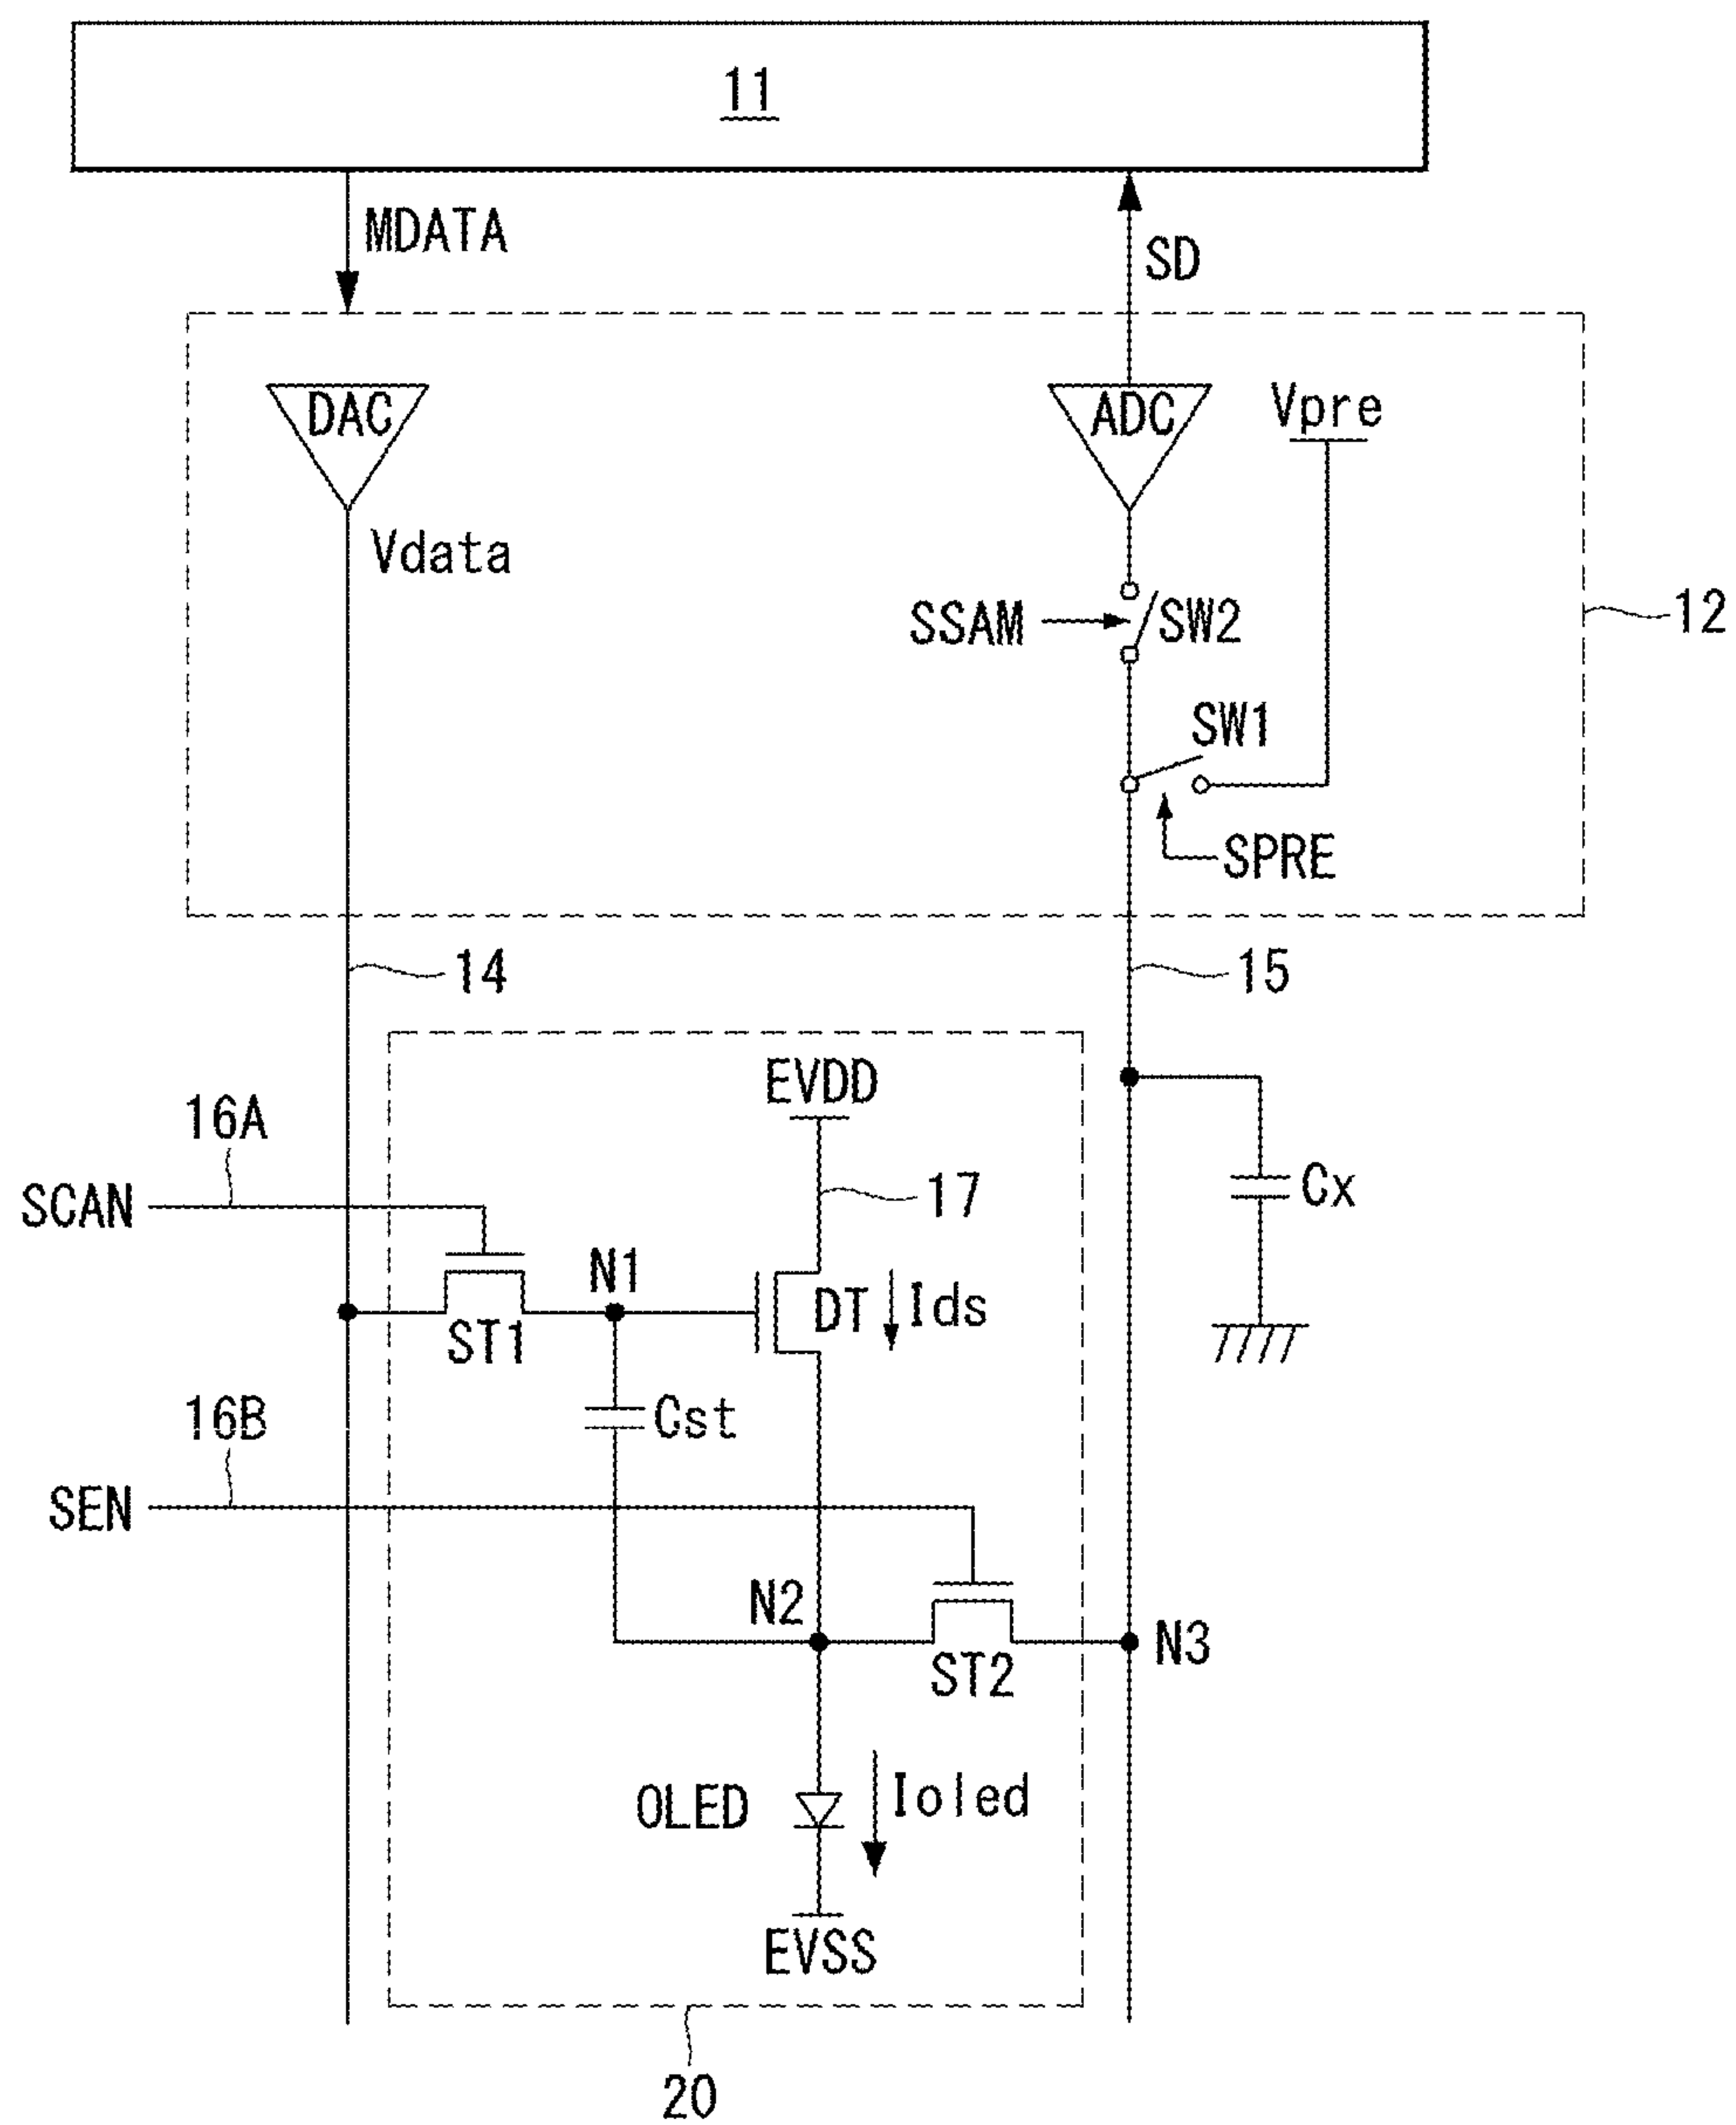 11
MDATA
SD
DAC
ADC
Vpre
Vdata
SSAM
SW2
12
SW1
SPRE
14
15
EVDD
16A
17
Cx
SCAN
N1
DT
Ids
ST1
16B
Cst
SEN
N2
N3
ST2
OLED
Ioled
EVSS
20